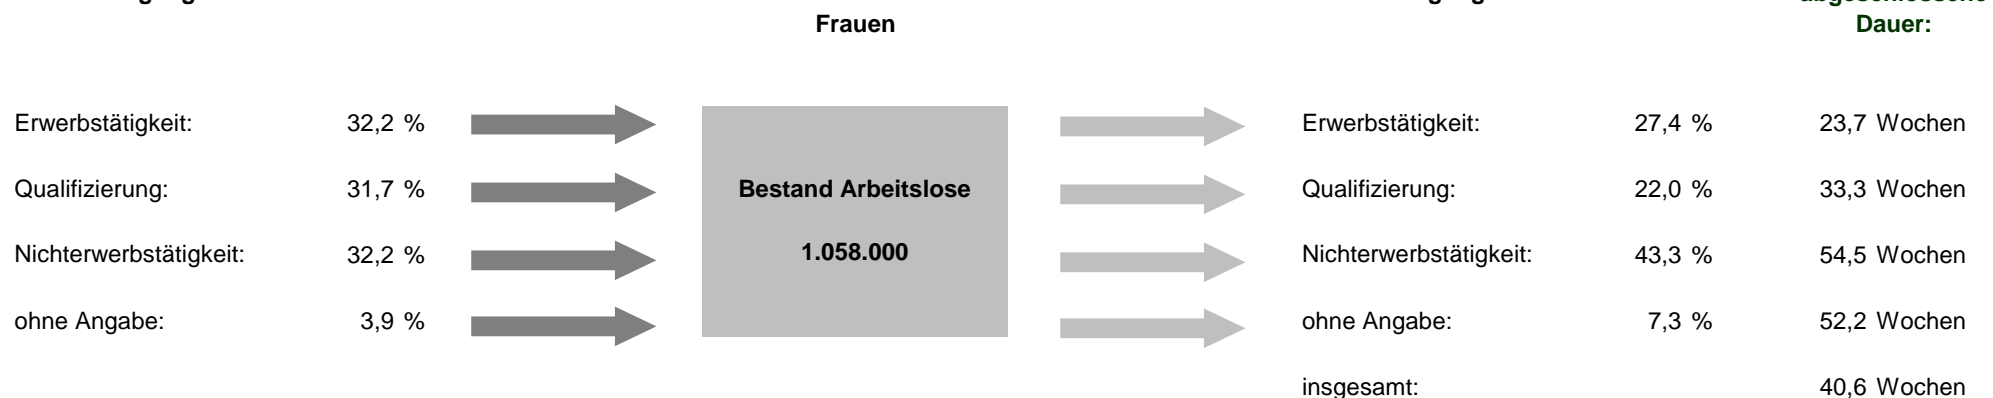 Frauen
Dauer:
Erwerbstätigkeit: 32,2 % Erwerbstätigkeit: 27,4 % 23,7 Wochen
Qualifizierung: 31,7 % Bestand Arbeitslose Qualifizierung: 22,0 % 33,3 Wochen
Nichterwerbstätigkeit: 32,2 % 1.058.000 Nichterwerbstätigkeit: 43,3 % 54,5 Wochen
ohne Angabe: 3,9 % ohne Angabe: 7,3 % 52,2 Wochen
insgesamt: 40,6 Wochen